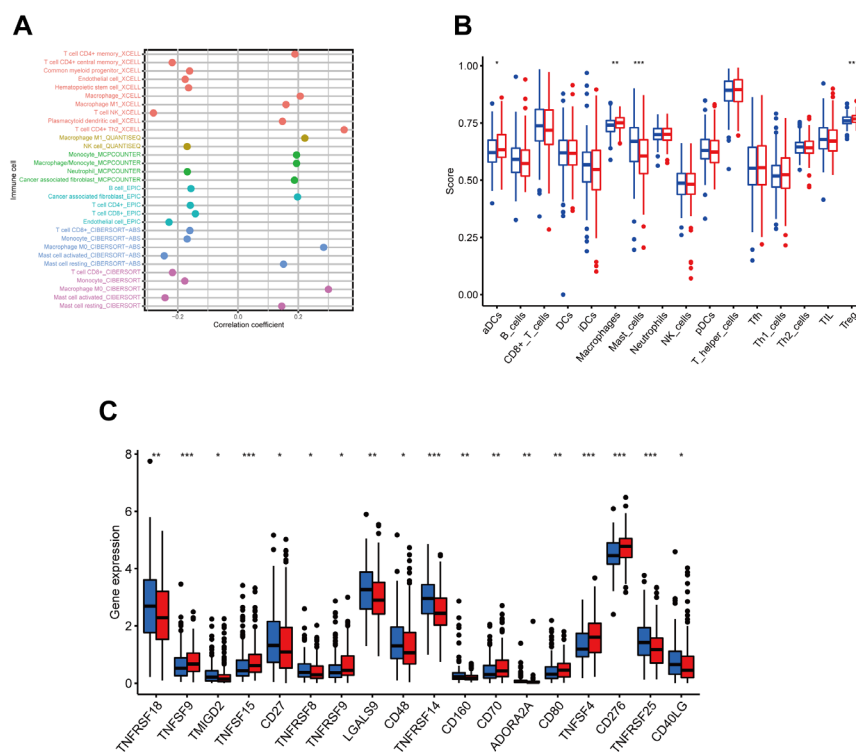 A
T cell CD4+ memory_XCELL
T cell CD4+ central memory_XCELL
Common myeloid progenitor_XCELL
Endothelial cell_XCELL
Hematopoietic stem cell_XCELL
Macrophage_XCELL
Macrophage M1_XCELL
T cell NK_XCELL
Plasmacytoid dendritic cell_XCELL
T cell CD4+ Th2_XCELL
Macrophage M1_QUANTISEQ
NK cell_QUANTISEQ
Monocyte_MCPCOUNTER
Macrophage/Monocyte_MCPCOUNTER
Neutrophil_MCPCOUNTER
Cancer associated fibroblast_MCPCOUNTER
B cell_EPIC
Cancer associated fibroblast_EPIC
T cell CD4+_EPIC
T cell CD8+_EPIC
Endothelial cell_EPIC
T cell CD8+_CIBERSORT-ABS
Monocyte_CIBERSORT-ABS
Macrophage M0_CIBERSORT-ABS
Mast cell activated_CIBERSORT-ABS
Mast cell resting_CIBERSORT-ABS
T cell CD8+_CIBERSORT
Monocyte_CIBERSORT
Macrophage M0_CIBERSORT
Mast cell activated_CIBERSORT
Mast cell resting_CIBERSORT
Immune cell
-0.2 0.0 0.2
Correlation coefficient
B
* ** *** **
1.00
0.75
0.50
0.25
0.00
Score
aDCs B_cells CD8+_T_cells DCs iDCs Macrophages Mast_cells Neutrophils NK_cells pDCs T_helper_cells Tfh Th1_cells Th2_cells TIL Treg
C
** *** * *** * * * ** * *** ** ** ** ** *** *** *** *
8
6
4
2
0
Gene expression
TNFRSF18 TNFSF9 TMIGD2 TNFSF15 CD27 TNFRSF8 TNFRSF9 LGALS9 CD48 TNFRSF14 CD160 CD70 ADORA2A CD80 TNFSF4 CD276 TNFRSF25 CD40LG